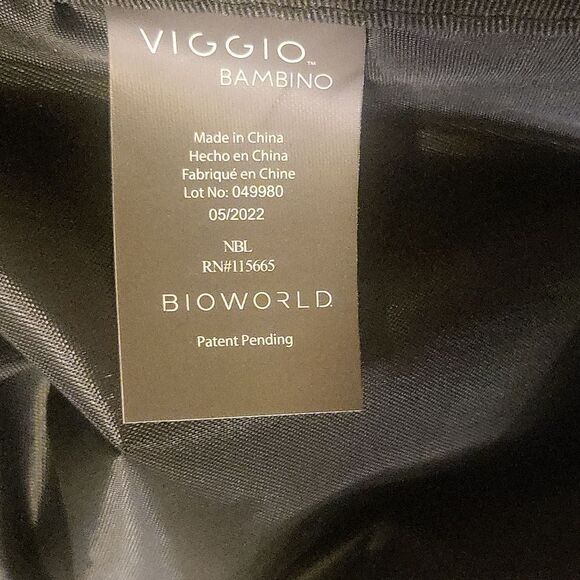 VIGGIO™
BAMBINO
Made in China
Hecho en China
Fabriqué en Chine
Lot No: 049980
05/2022
NBL
RN#115665
BIOWORLD
Patent Pending